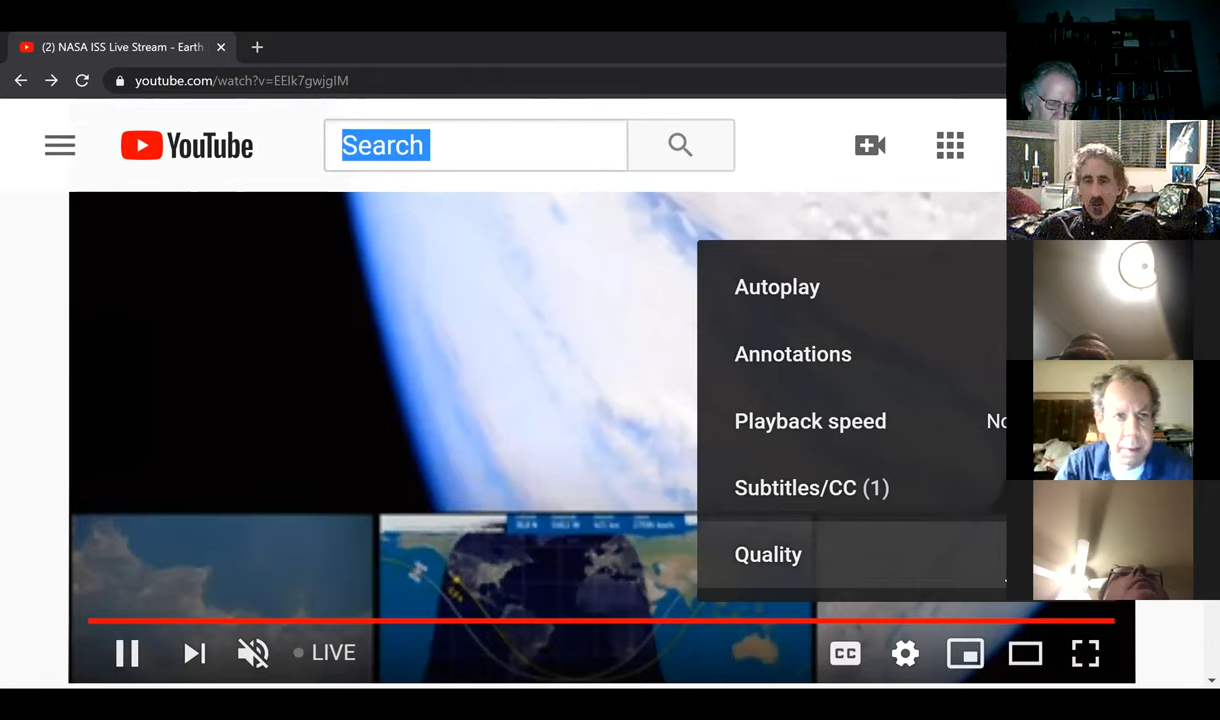 (2) NASA ISS Live Stream - Earth
youtube.com/watch?v=EEIk7gwjgIM
YouTube
Search
Autoplay
Annotations
Playback speed
Subtitles/CC (1)
Quality
LIVE
CC